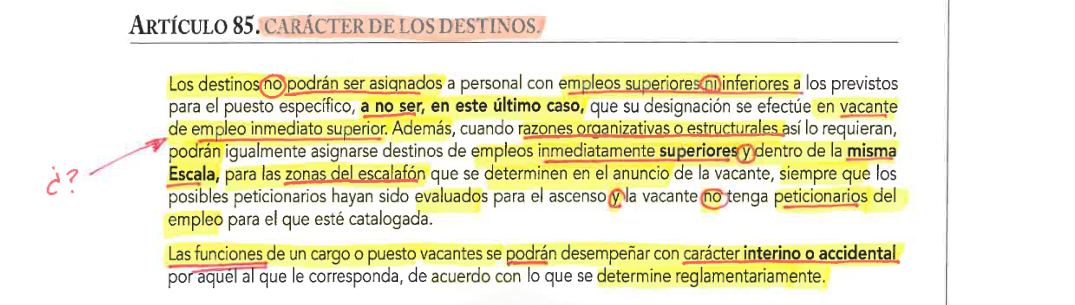 ARTÍCULO 85. CARÁCTER DE LOS DESTINOS.
Los destinos no podrán ser asignados a personal con empleos superiores ni inferiores a los previstos
para el puesto específico, a no ser, en este último caso, que su designación se efectúe en vacante
de empleo inmediato superior. Además, cuando razones organizativas o estructurales así lo requieran,
podrán igualmente asignarse destinos de empleos inmediatamente superiores y dentro de la misma
¿?
Escala, para las zonas del escalafón que se determinen en el anuncio de la vacante, siempre que los
posibles peticionarios hayan sido evaluados para el ascenso y la vacante no tenga peticionarios del
empleo para el que esté catalogada.
Las funciones de un cargo o puesto vacantes se podrán desempeñar con carácter interino o accidental
por aquél al que le corresponda, de acuerdo con lo que se determine reglamentariamente.